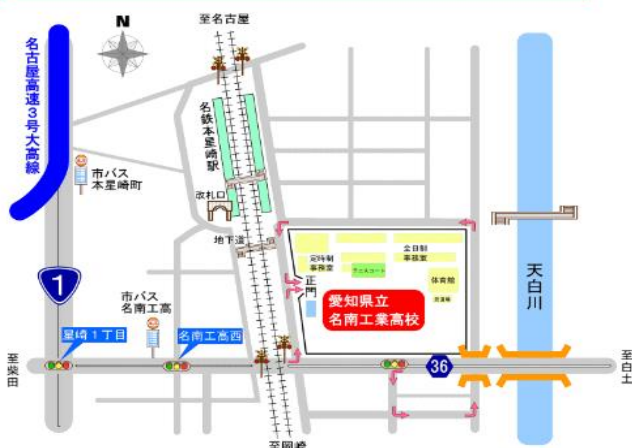 至名古屋
N
名古屋高速3号大高線
名鉄本星崎駅
市バス
本星崎町
改札口
地下道
定時制
事務室
全日制
事務室
テニスコート
体育館
正門
愛知県立
名南工業高校
天白川
1
市バス
名南工高
星崎1丁目
名南工高西
36
至柴田
至白土
至岡崎